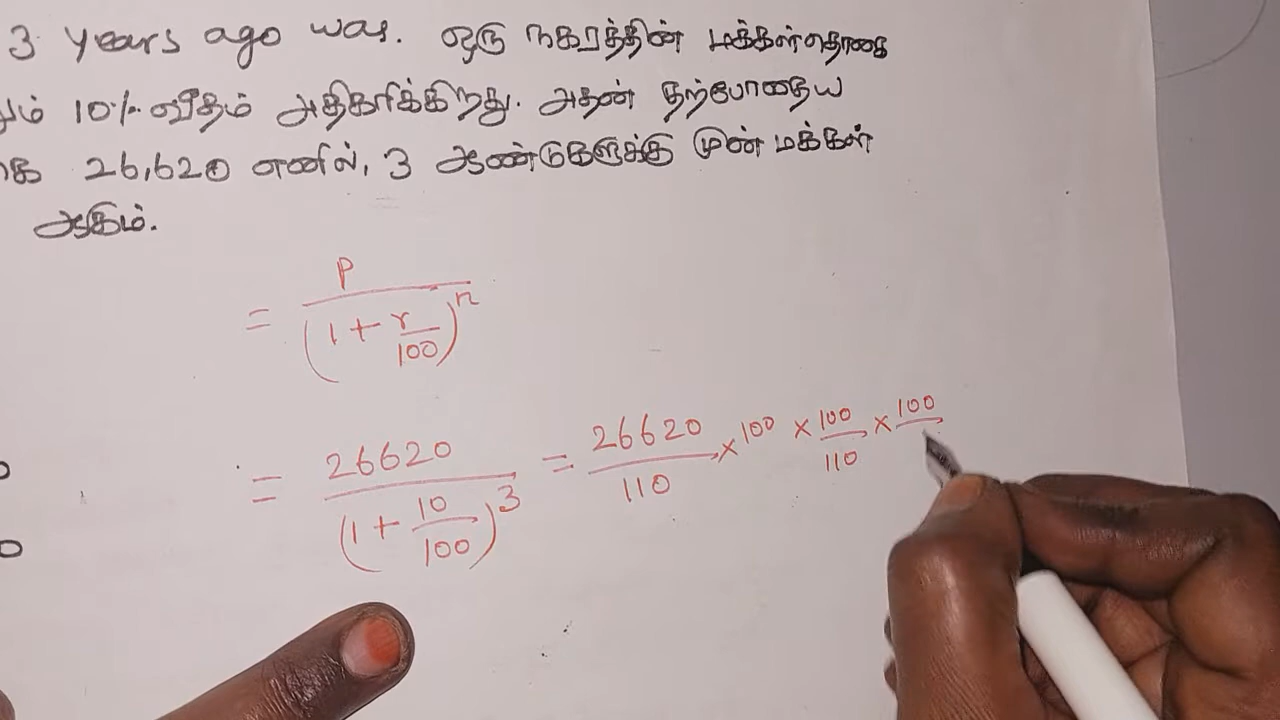 3 years ago was. ஒரு நகரத்தின் மக்கள்தொகை
10% வீதம் அதிகரிக்கிறது. அதன் தற்போதைய
26,620 எனில், 3 ஆண்டுகளுக்கு முன் மக்கள்
ஆகும்.
= P / (1 + r/100)^n
= 26620 / (1 + 10/100)^3 = 26620/110 × 100 × 100/110 × 100/